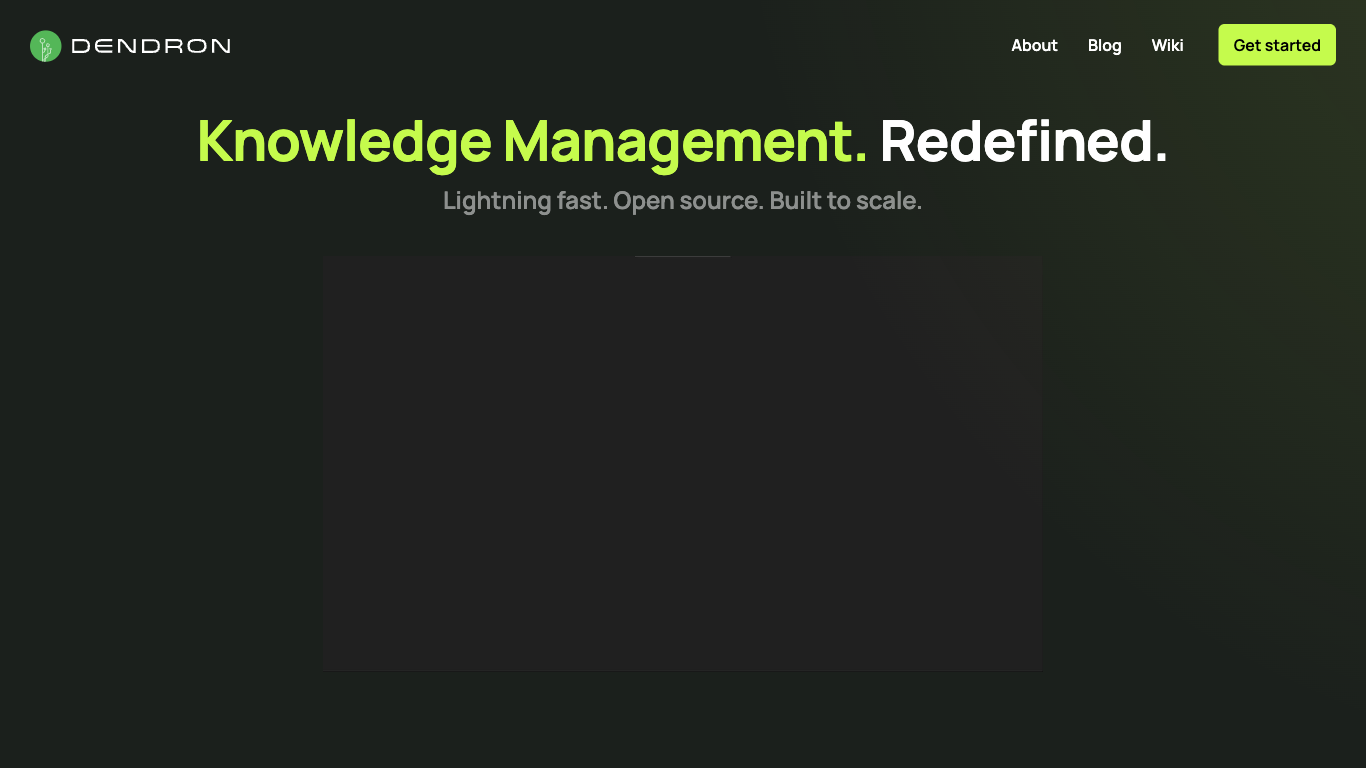 DENDRON
About
Blog
Wiki
Get started
Knowledge Management. Redefined.
Lightning fast. Open source. Built to scale.